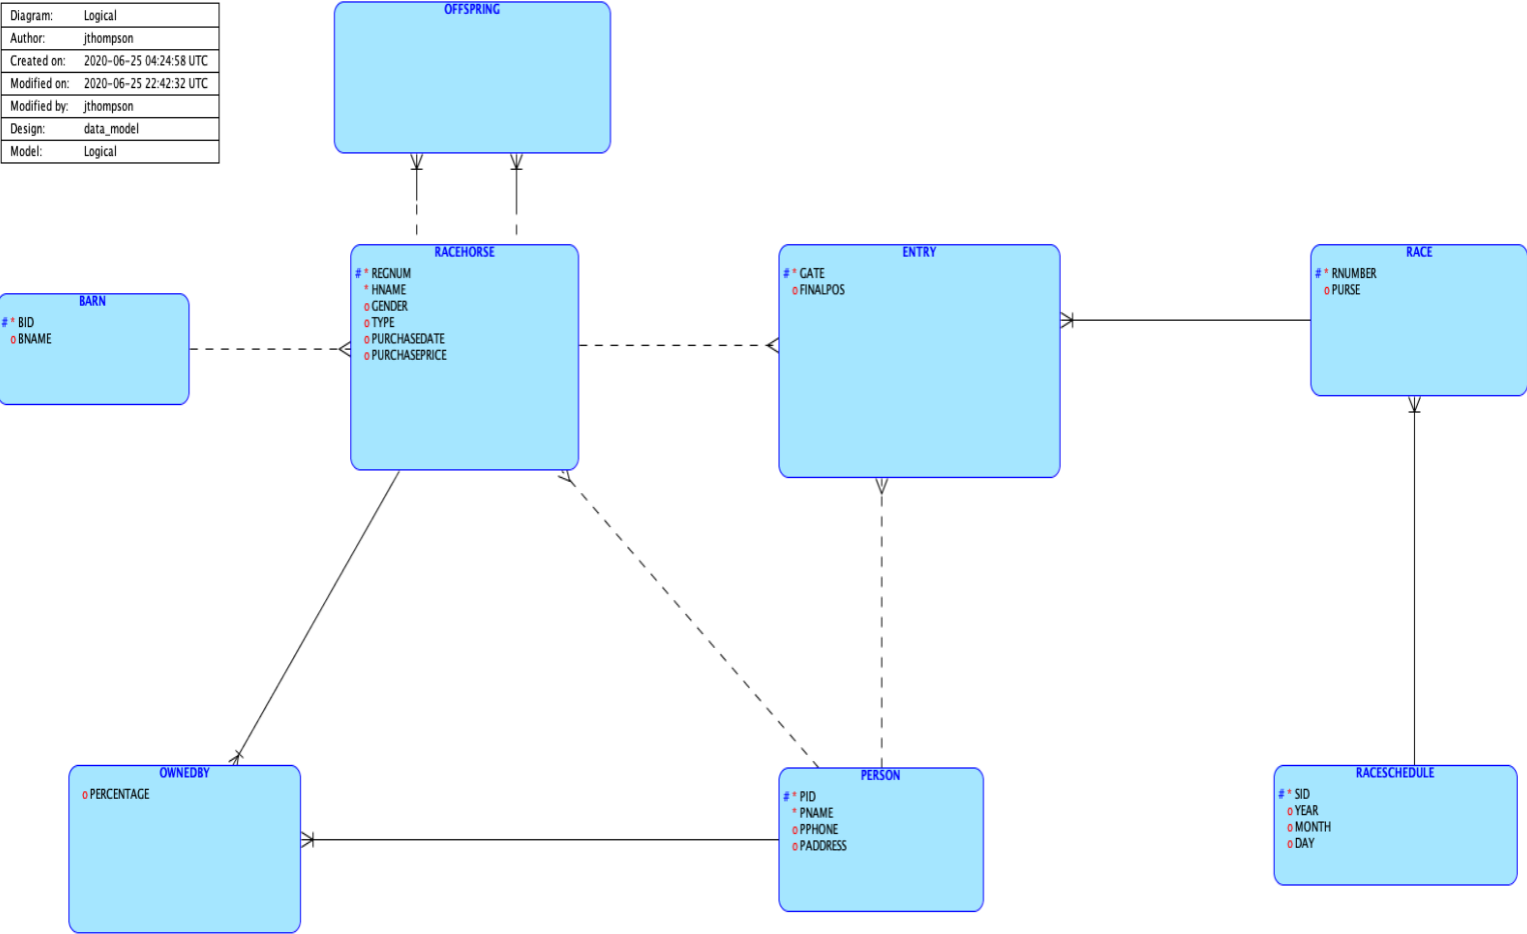 Diagram: Logical
Author: jthompson
Created on: 2020-06-25 04:24:58 UTC
Modified on: 2020-06-25 22:42:32 UTC
Modified by: jthompson
Design: data_model
Model: Logical
OFFSPRING
RACEHORSE
# * REGNUM
* HNAME
o GENDER
o TYPE
o PURCHASEDATE
o PURCHASEPRICE
ENTRY
# * GATE
o FINALPOS
RACE
# * RNUMBER
o PURSE
BARN
# * BID
o BNAME
OWNEDBY
o PERCENTAGE
PERSON
# * PID
* PNAME
o PPHONE
o PADDRESS
RACESCHEDULE
# * SID
o YEAR
o MONTH
o DAY